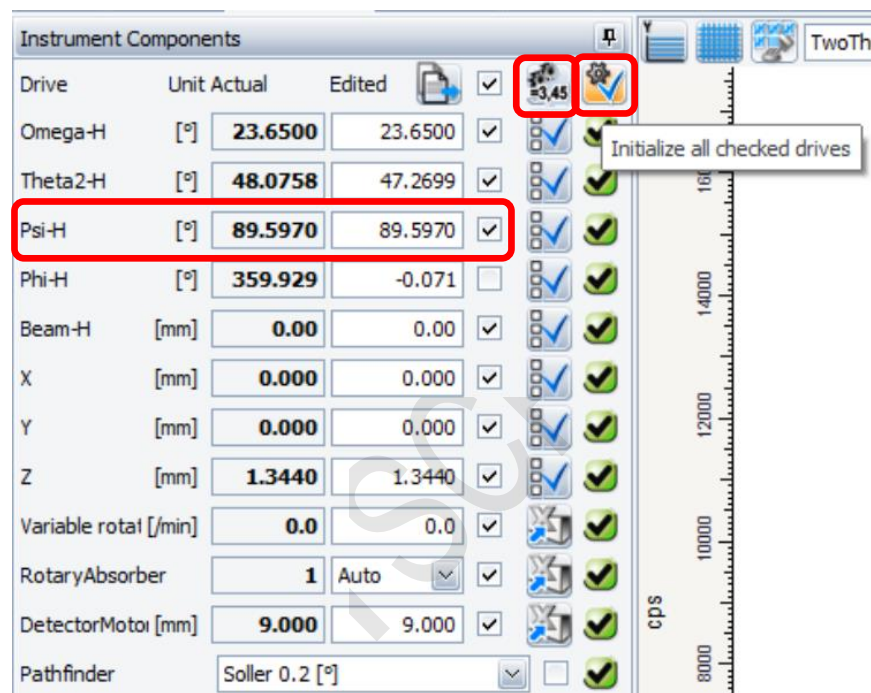 Instrument Components
TwoTh
Drive Unit Actual Edited =3,45
Omega-H [°] 23.6500 23.6500
Initialize all checked drives
Theta2-H [°] 48.0758 47.2699
Psi-H [°] 89.5970 89.5970
Phi-H [°] 359.929 -0.071
Beam-H [mm] 0.00 0.00
X [mm] 0.000 0.000
Y [mm] 0.000 0.000
Z [mm] 1.3440 1.3440
Variable rotat [/min] 0.0 0.0
RotaryAbsorber 1 Auto
DetectorMotor [mm] 9.000 9.000
Pathfinder Soller 0.2 [°]
Y
14000
12000
10000
8000
cps